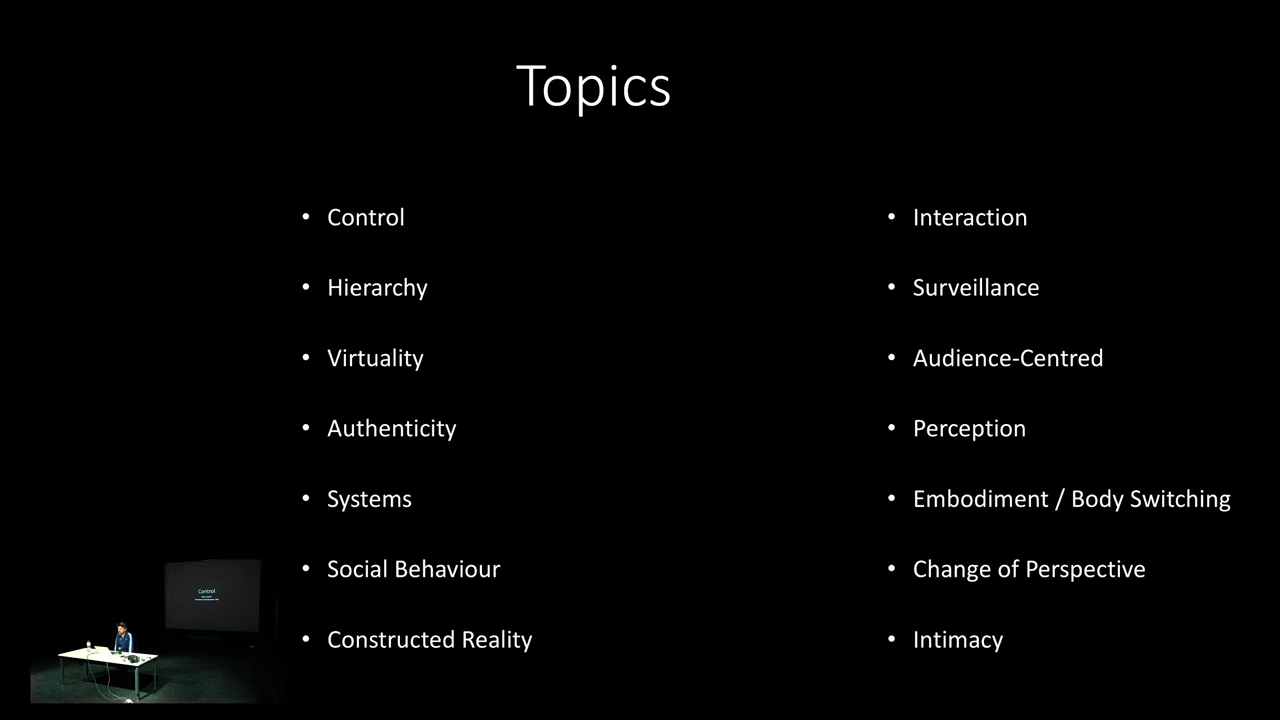 Topics
• Control
• Hierarchy
• Virtuality
• Authenticity
• Systems
• Social Behaviour
• Constructed Reality
• Interaction
• Surveillance
• Audience-Centred
• Perception
• Embodiment / Body Switching
• Change of Perspective
• Intimacy
Control